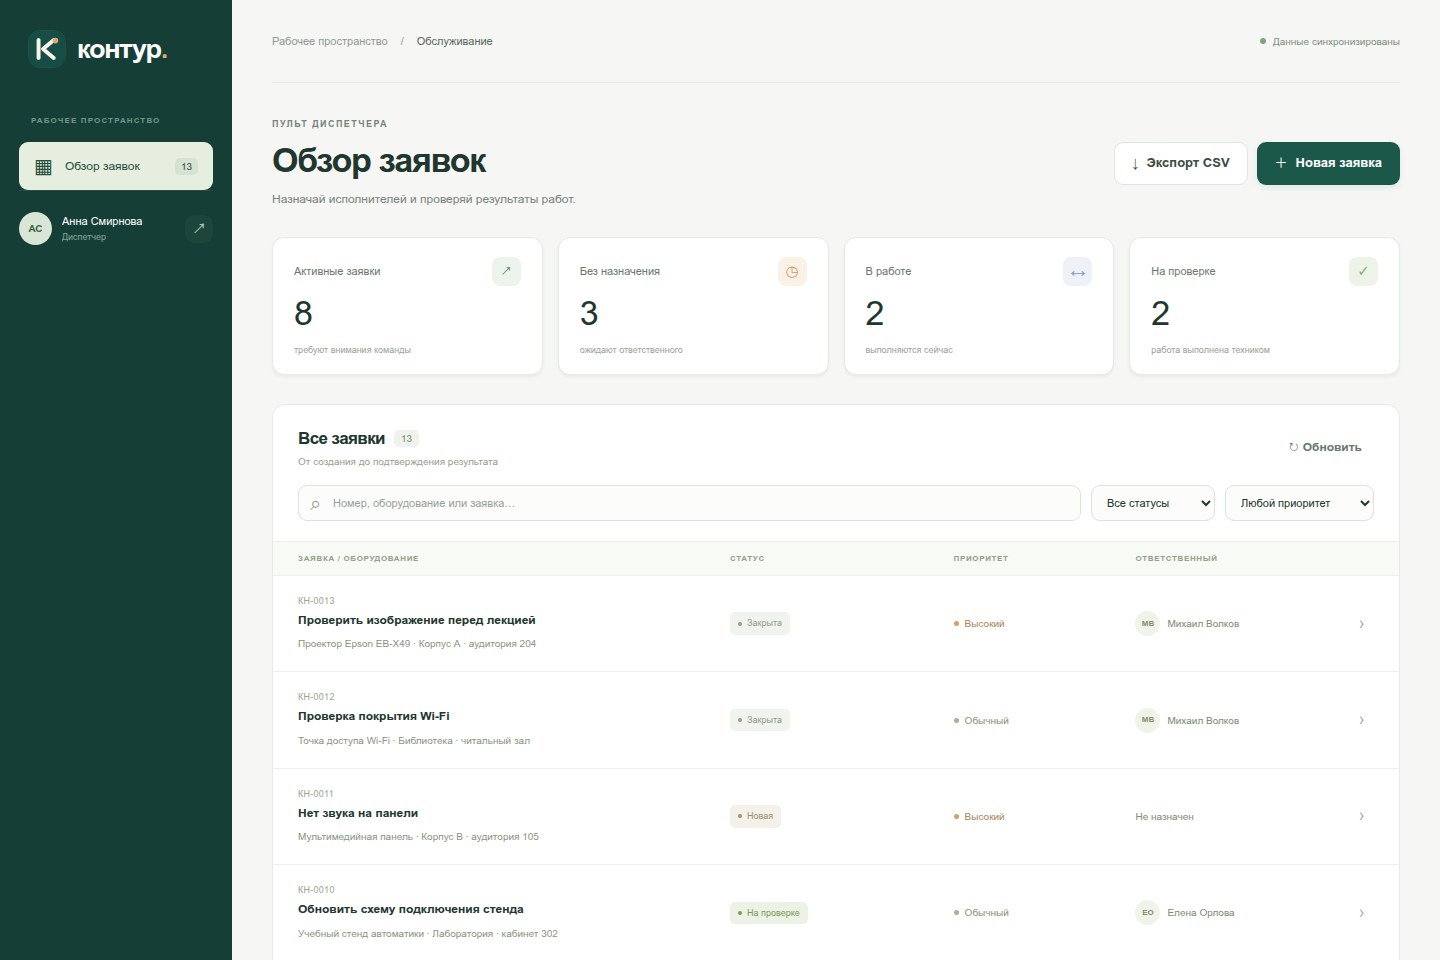 контур.
РАБОЧЕЕ ПРОСТРАНСТВО
Обзор заявок 13
АС Анна Смирнова
Диспетчер
Рабочее пространство / Обслуживание
Данные синхронизированы
ПУЛЬТ ДИСПЕТЧЕРА
Обзор заявок
Назначай исполнителей и проверяй результаты работ.
↓ Экспорт CSV
+ Новая заявка
Активные заявки
8
требуют внимания команды
Без назначения
3
ожидают ответственного
В работе
2
выполняются сейчас
На проверке
2
работа выполнена техником
Все заявки 13
От создания до подтверждения результата
↻ Обновить
Номер, оборудование или заявка…
Все статусы
Любой приоритет
ЗАЯВКА / ОБОРУДОВАНИЕ СТАТУС ПРИОРИТЕТ ОТВЕТСТВЕННЫЙ
КН-0013
Проверить изображение перед лекцией
Проектор Epson EB-X49 · Корпус А · аудитория 204
Закрыта
Высокий
МВ Михаил Волков
КН-0012
Проверка покрытия Wi-Fi
Точка доступа Wi-Fi · Библиотека · читальный зал
Закрыта
Обычный
МВ Михаил Волков
КН-0011
Нет звука на панели
Мультимедийная панель · Корпус В · аудитория 105
Новая
Высокий
Не назначен
КН-0010
Обновить схему подключения стенда
Учебный стенд автоматики · Лаборатория · кабинет 302
На проверке
Обычный
ЕО Елена Орлова